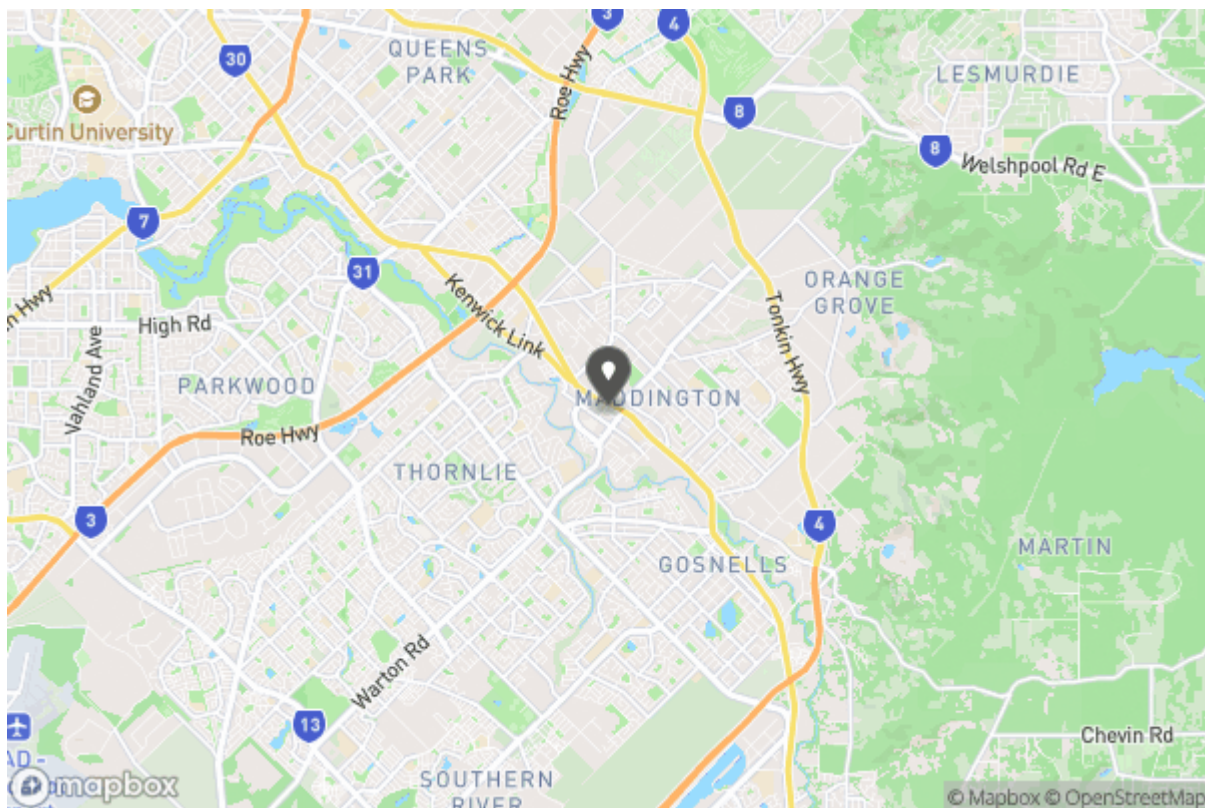 3
4
30
QUEENS
PARK
LESMURDIE
Roe Hwy
8
Curtin University
8
Welshpool Rd E
7
31
ORANGE
GROVE
Kenwick Link
Tonkin Hwy
Hwy
High Rd
Vahland Ave
PARKWOOD
MADDINGTON
Roe Hwy
THORNLIE
3
4
MARTIN
GOSNELLS
Warton Rd
13
Chevin Rd
AD -
SOUTHERN
RIVER
mapbox
© Mapbox © OpenStreetMap